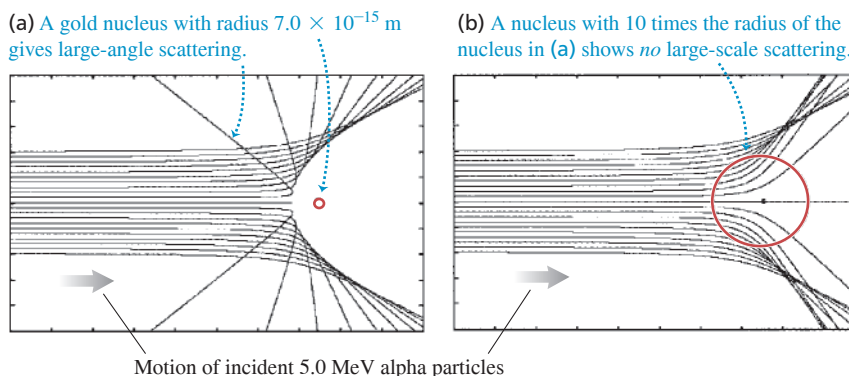 (a) A gold nucleus with radius 7.0 × 10⁻¹⁵ m
gives large-angle scattering.
(b) A nucleus with 10 times the radius of the
nucleus in (a) shows no large-scale scattering.
Motion of incident 5.0 MeV alpha particles